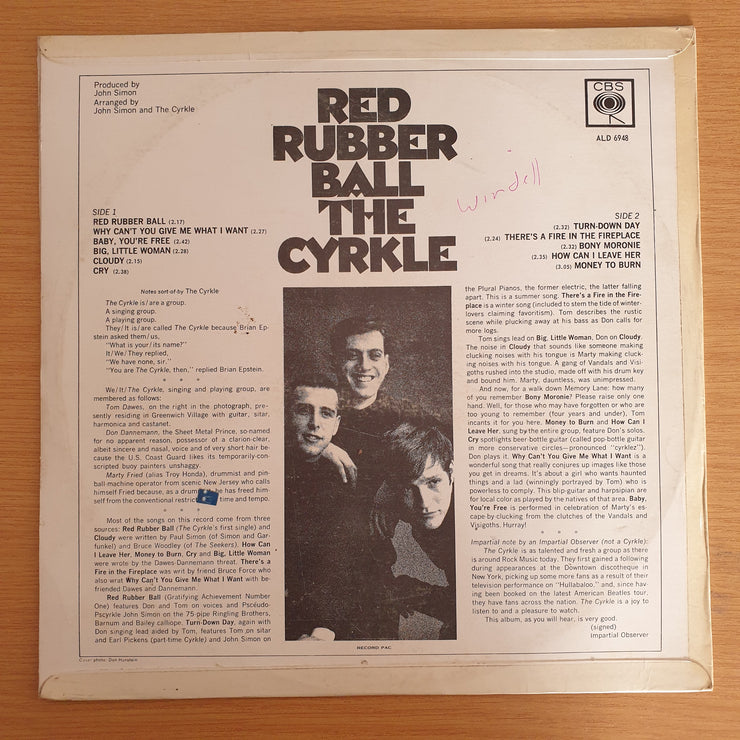 Produced by
John Simon
Arranged by
John Simon and The Cyrkle
RED
RUBBER
BALL
THE
CYRKLE
CBS
ALD 6948
Windell
SIDE 1
RED RUBBER BALL (2.17)
WHY CAN'T YOU GIVE ME WHAT I WANT (2.27)
BABY, YOU'RE FREE (2.42)
BIG, LITTLE WOMAN (2.28)
CLOUDY (2.15)
CRY (2.38)
SIDE 2
(2.32) TURN-DOWN DAY
(2.24) THERE'S A FIRE IN THE FIREPLACE
(2.32) BONY MORONIE
(2.35) HOW CAN I LEAVE HER
(3.05) MONEY TO BURN
Notes sort-of by The Cyrkle
The Cyrkle is/are a group.
A singing group.
A playing group.
They/It is/are called The Cyrkle because Brian Ep-
stein asked them/us,
"What is your/its name?"
It/We/They replied,
"We have none, sir."
"You are The Cyrkle, then," replied Brian Epstein.
* * *
We/It/The Cyrkle, singing and playing group, are
membered as follows:
Tom Dawes, on the right in the photograph, pre-
sently residing in Greenwich Village with guitar, sitar,
harmonica and castanet.
Don Dannemann, the Sheet Metal Prince, so-named
for no apparent reason, possessor of a clarion-clear,
albeit sincere and nasal, voice and of very short hair be-
cause the U.S. Coast Guard likes its temporarily-con-
scripted buoy painters unshaggy.
Marty Fried (alias Troy Honda), drummist and pin-
ball-machine operator from scenic New Jersey who calls
himself Fried because, as a drum he has freed him-
self from the conventional restric time and tempo.
* * *
Most of the songs on this record come from three
sources: Red Rubber Ball (The Cyrkle's first single) and
Cloudy were written by Paul Simon (of Simon and Gar-
funkel) and Bruce Woodley (of The Seekers). How Can
I Leave Her, Money to Burn, Cry and Big, Little Woman
were wrote by the Dawes-Dannemann threat. There's a
Fire in the Fireplace was writ by friend Bruce Force who
also wrat Why Can't You Give Me What I Want with be-
friended Dawes and Dannemann.
Red Rubber Ball (Gratifying Achievement Number
One) features Don and Tom on voices and Pscéudo
Pscyrkle John Simon on the 75-pipe Ringling Brothers,
Barnum and Bailey calliope. Turn-Down Day, again with
Don singing lead aided by Tom, features Tom on sitar
and Earl Pickens (part-time Cyrkle) and John Simon on
the Plural Pianos, the former electric, the latter falling
apart. This is a summer song. There's a Fire in the Fire-
place is a winter song (included to stem the tide of winter-
lovers claiming favoritism). Tom describes the rustic
scene while plucking away at his bass as Don calls for
more logs.
Tom sings lead on Big, Little Woman, Don on Cloudy.
The noise in Cloudy that sounds like someone making
clucking noises with his tongue is Marty making cluck-
ing noises with his tongue. A gang of Vandals and Visi-
goths rushed into the studio, made off with his drum key
and bound him. Marty, dauntless, was unimpressed.
And now, for a walk down Memory Lane: how many
of you remember Bony Moronie? Please raise only one
hand. Well, for those who may have forgotten or who are
too young to remember (four years and under), Tom
incants it for you here. Money to Burn and How Can I
Leave Her, sung by the entire group, feature Don's solos.
Cry spotlights beer-bottle guitar (called pop-bottle guitar
in more conservative circles—pronounced "cyrklez").
Don plays it. Why Can't You Give Me What I Want is a
wonderful song that really conjures up images like those
you get in mies. It's about a girl who wants haunted
things and a lad (winningly portrayed by Tom) who is
powerless to comply. This blip-guitar and harpsipian are
for local color as played by the natives of that area. Baby,
You're Free is performed in celebration of Marty's es-
cape-by-clucking from the clutches of the Vandals and
Visigoths. Hurray!
* * *
Impartial note by an Impartial Observer (not a Cyrkle):
The Cyrkle is as talented and fresh a group as there
is around Rock Music today. They first gained a following
during appearances at the Downtown discotheque in
New York, picking up some more fans as a result of their
television performance on "Hullabaloo," and, since hav-
ing been booked on the latest American Beatles tour,
they have fans across the nation. The Cyrkle is a joy to
listen to and a pleasure to watch.
This album, as you will hear, is very good.
(signed)
Impartial Observer
RECORD PAC
Cover photo: Don Hunstein